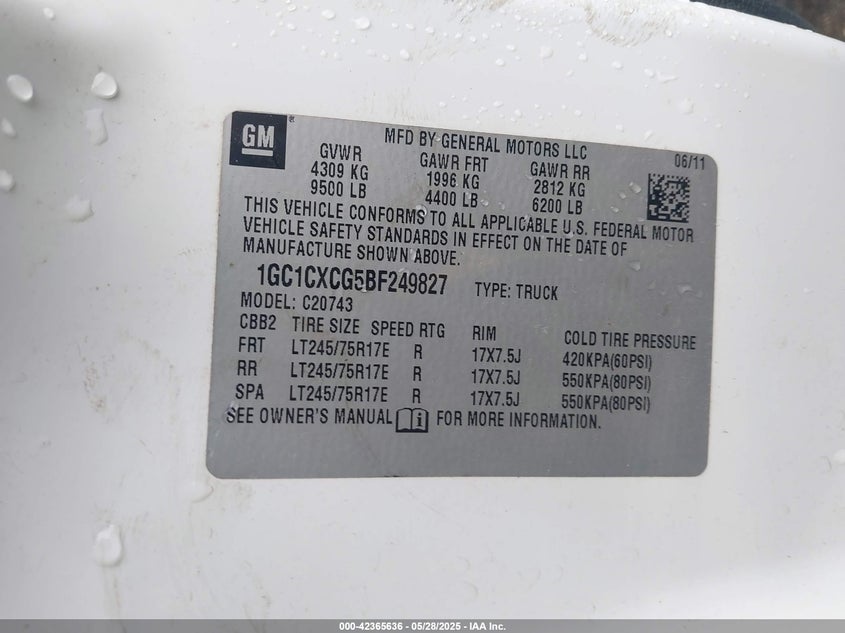 GM ®
MFD BY GENERAL MOTORS LLC
06/11
GVWR GAWR FRT GAWR RR
4309 KG 1996 KG 2812 KG
9500 LB 4400 LB 6200 LB
THIS VEHICLE CONFORMS TO ALL APPLICABLE U.S. FEDERAL MOTOR
VEHICLE SAFETY STANDARDS IN EFFECT ON THE DATE OF
MANUFACTURE SHOWN ABOVE.
1GC1CXCG5BF249827 TYPE: TRUCK
MODEL: C20743
CBB2 TIRE SIZE SPEED RTG RIM COLD TIRE PRESSURE
FRT LT245/75R17E R 17X7.5J 420KPA(60PSI)
RR LT245/75R17E R 17X7.5J 550KPA(80PSI)
SPA LT245/75R17E R 17X7.5J 550KPA(80PSI)
SEE OWNER'S MANUAL FOR MORE INFORMATION.
000-42365636 - 05/28/2025 - IAA Inc.